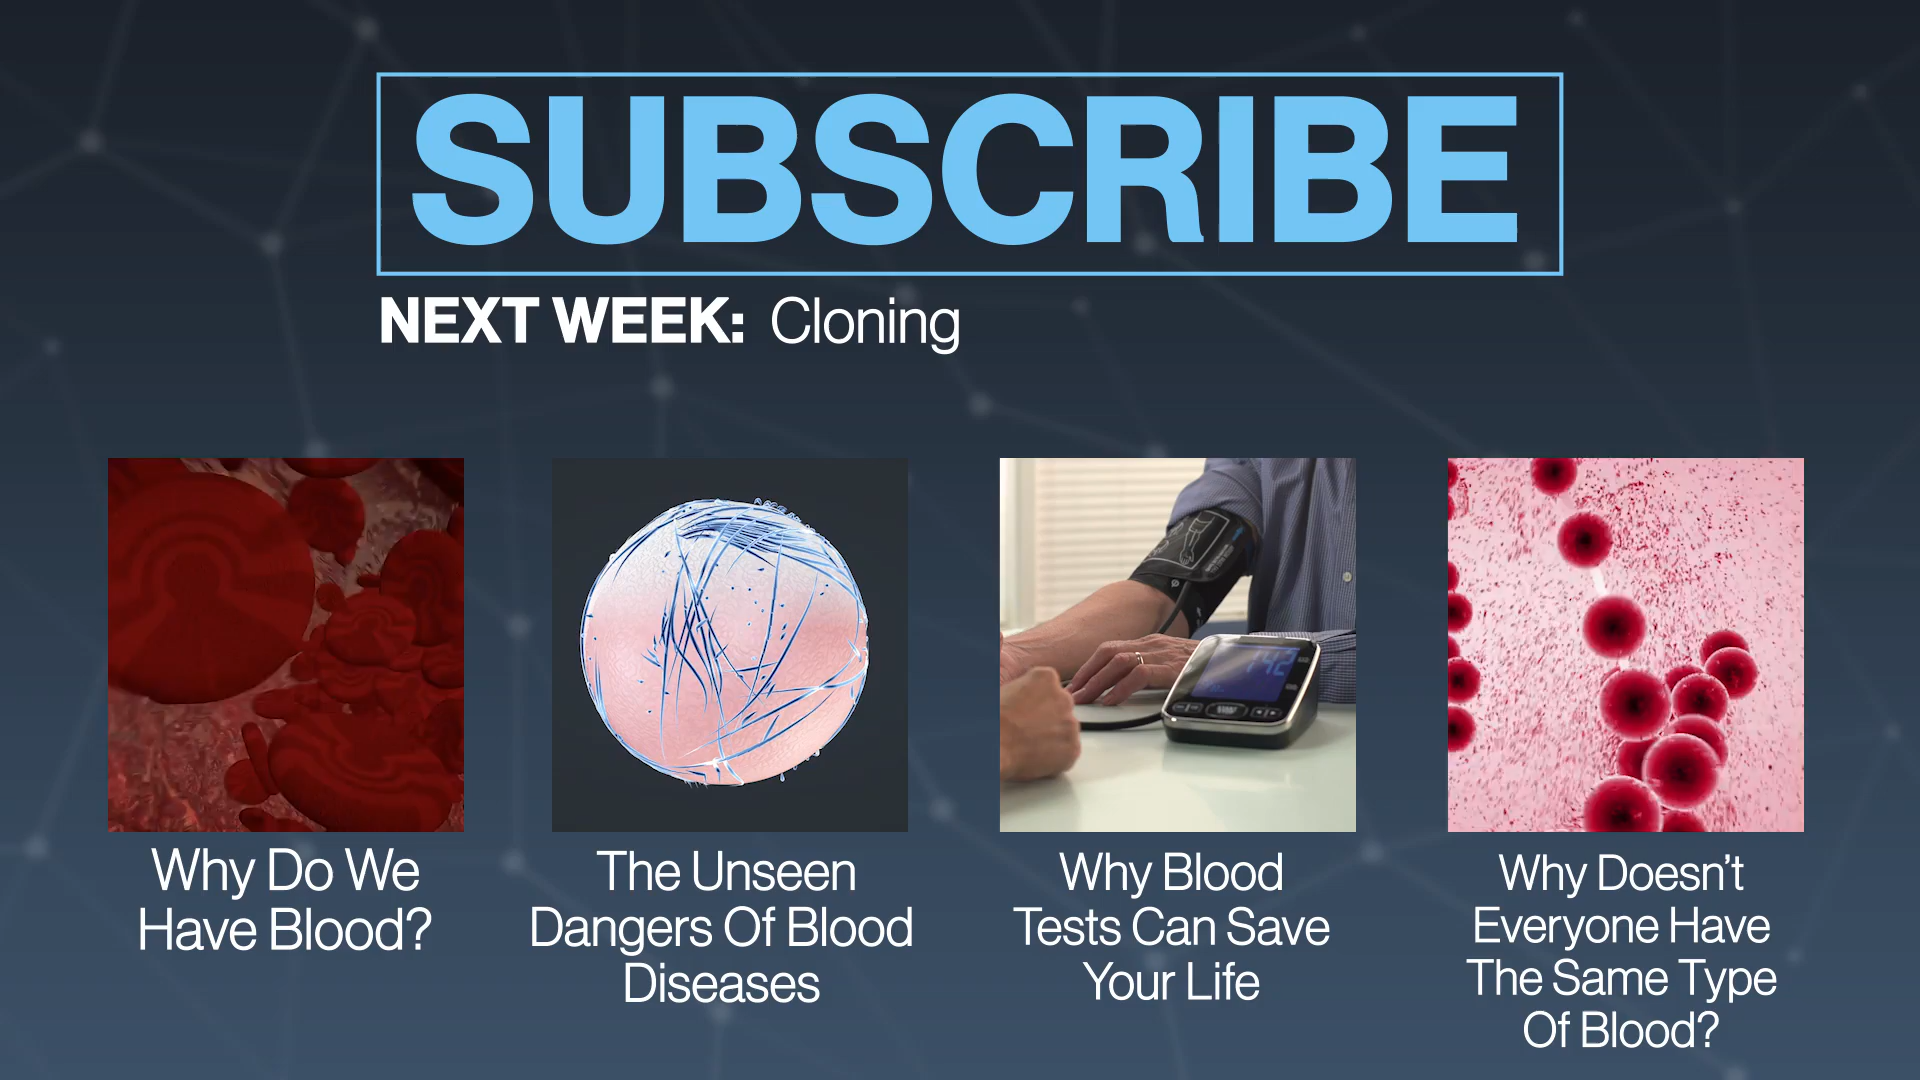 SUBSCRIBE
NEXT WEEK: Cloning
142
Why Do We
Have Blood?
The Unseen
Dangers Of Blood
Diseases
Why Blood
Tests Can Save
Your Life
Why Doesn't
Everyone Have
The Same Type
Of Blood?